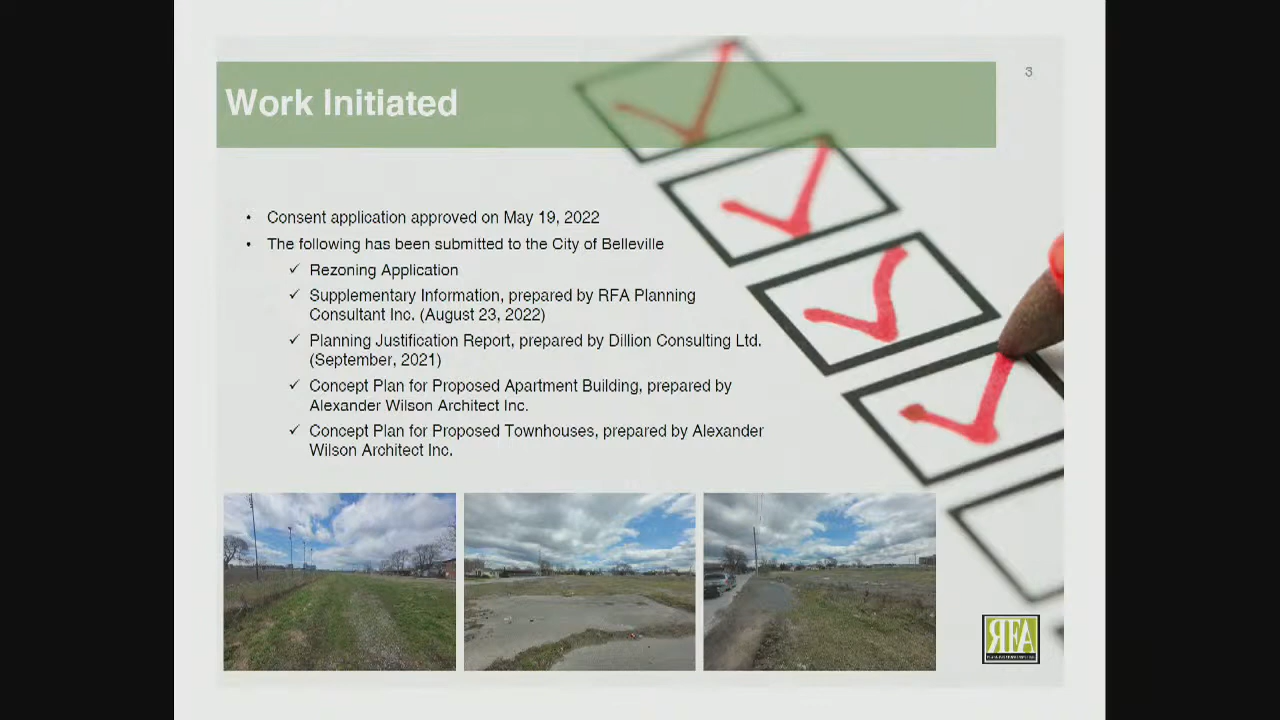 3
Work Initiated
• Consent application approved on May 19, 2022
• The following has been submitted to the City of Belleville
✓ Rezoning Application
✓ Supplementary Information, prepared by RFA Planning
Consultant Inc. (August 23, 2022)
✓ Planning Justification Report, prepared by Dillion Consulting Ltd.
(September, 2021)
✓ Concept Plan for Proposed Apartment Building, prepared by
Alexander Wilson Architect Inc.
✓ Concept Plan for Proposed Townhouses, prepared by Alexander
Wilson Architect Inc.
RFA